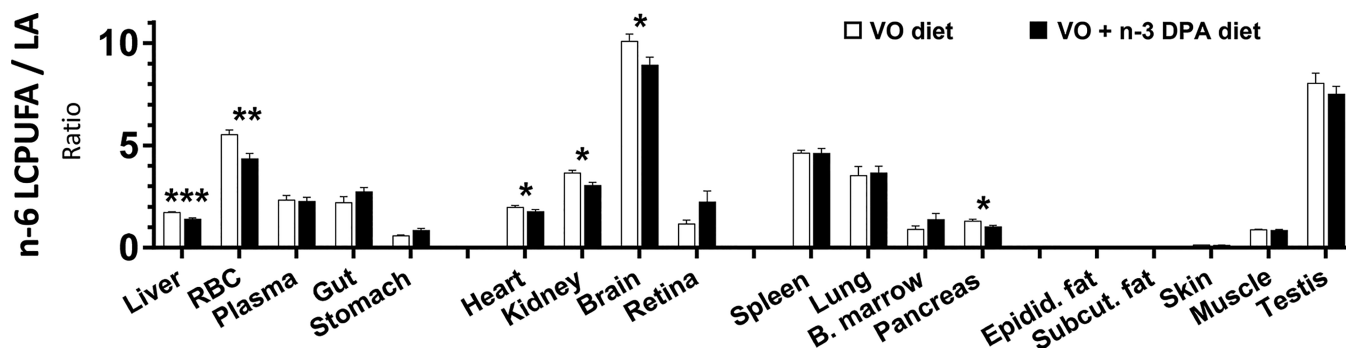 n-6 LCPUFA / LA
Ratio
10
5
0
VO diet
VO + n-3 DPA diet
***
**
*
*
*
*
Liver
RBC
Plasma
Gut
Stomach
Heart
Kidney
Brain
Retina
Spleen
Lung
B. marrow
Pancreas
Epidid. fat
Subcut. fat
Skin
Muscle
Testis